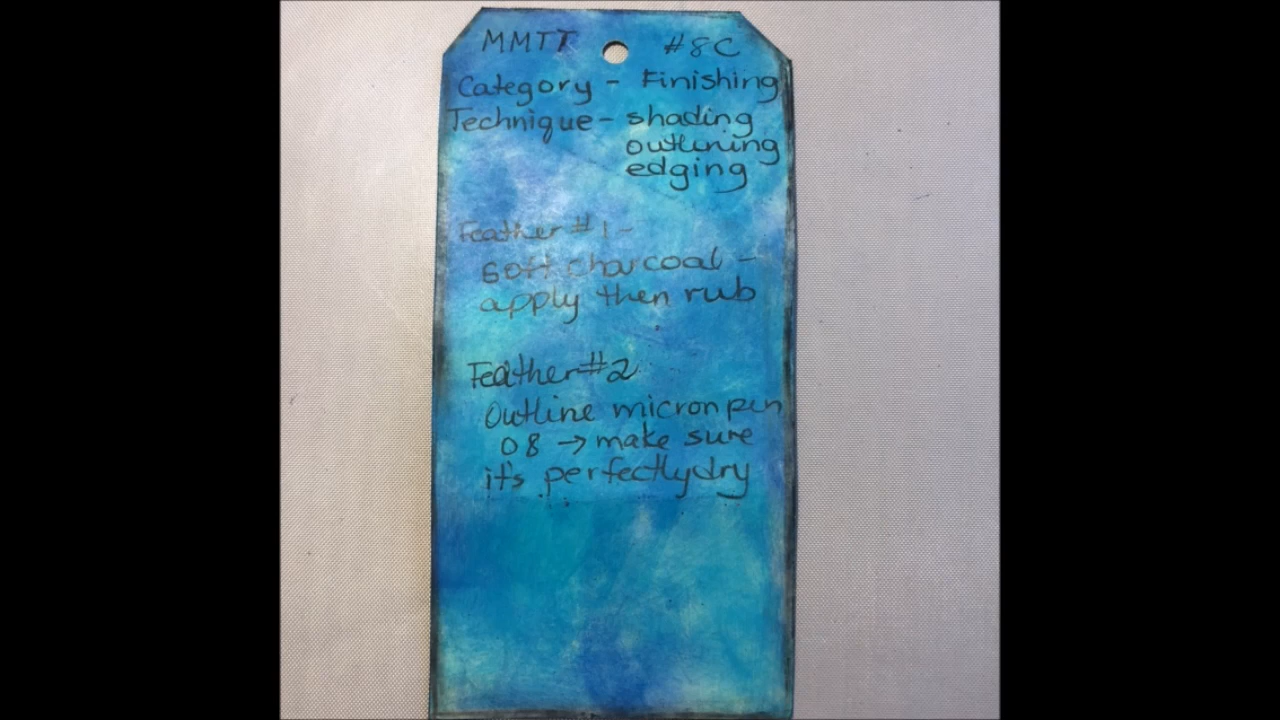 MMTT #8C
Category - Finishing
Technique - shading
outlining
edging
Feather #1 -
soft charcoal -
apply then rub
Feather #2
Outline micron pen
08 → make sure
it's perfectly dry